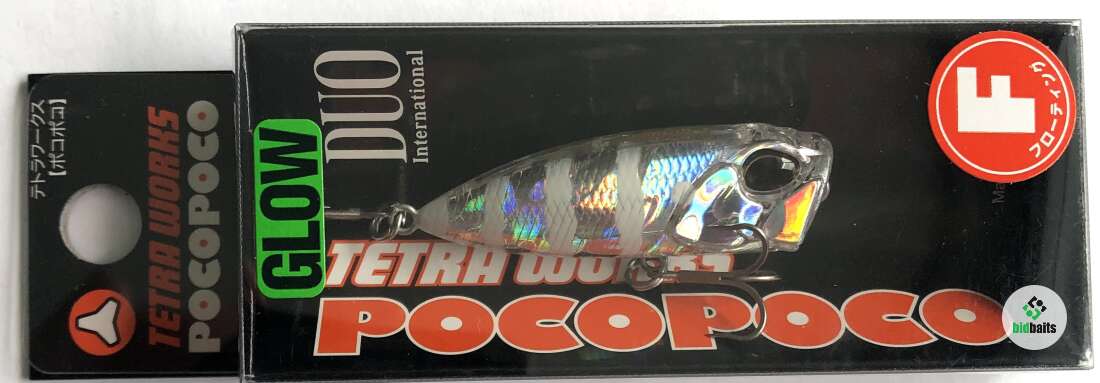 テトラワークス
【ポコポコ】
TETRA WORKS
POCOPOCO
GLOW
DUO
International
TETRA WORKS
POCOPOCO
F
フローティング
Ma
bidbaits